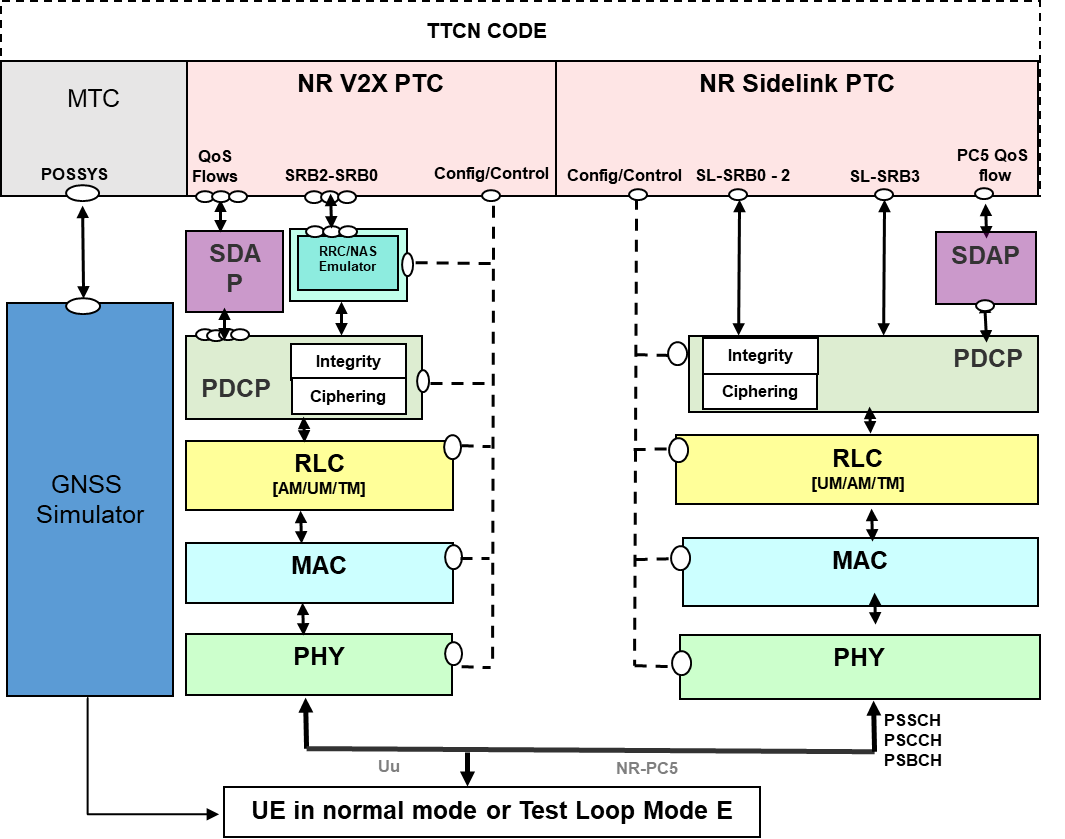 TTCN CODE
MTC
NR V2X PTC
NR Sidelink PTC
POSSYS
QoS
Flows
SRB2-SRB0
Config/Control
Config/Control
SL-SRB0 - 2
SL-SRB3
PC5 QoS
flow
SDA
P
RRC/NAS
Emulator
SDAP
Integrity
Ciphering
PDCP
Integrity
Ciphering
PDCP
GNSS
Simulator
RLC
[AM/UM/TM]
RLC
[UM/AM/TM]
MAC
MAC
PHY
PHY
PSSCH
PSCCH
PSBCH
Uu
NR-PC5
UE in normal mode or Test Loop Mode E